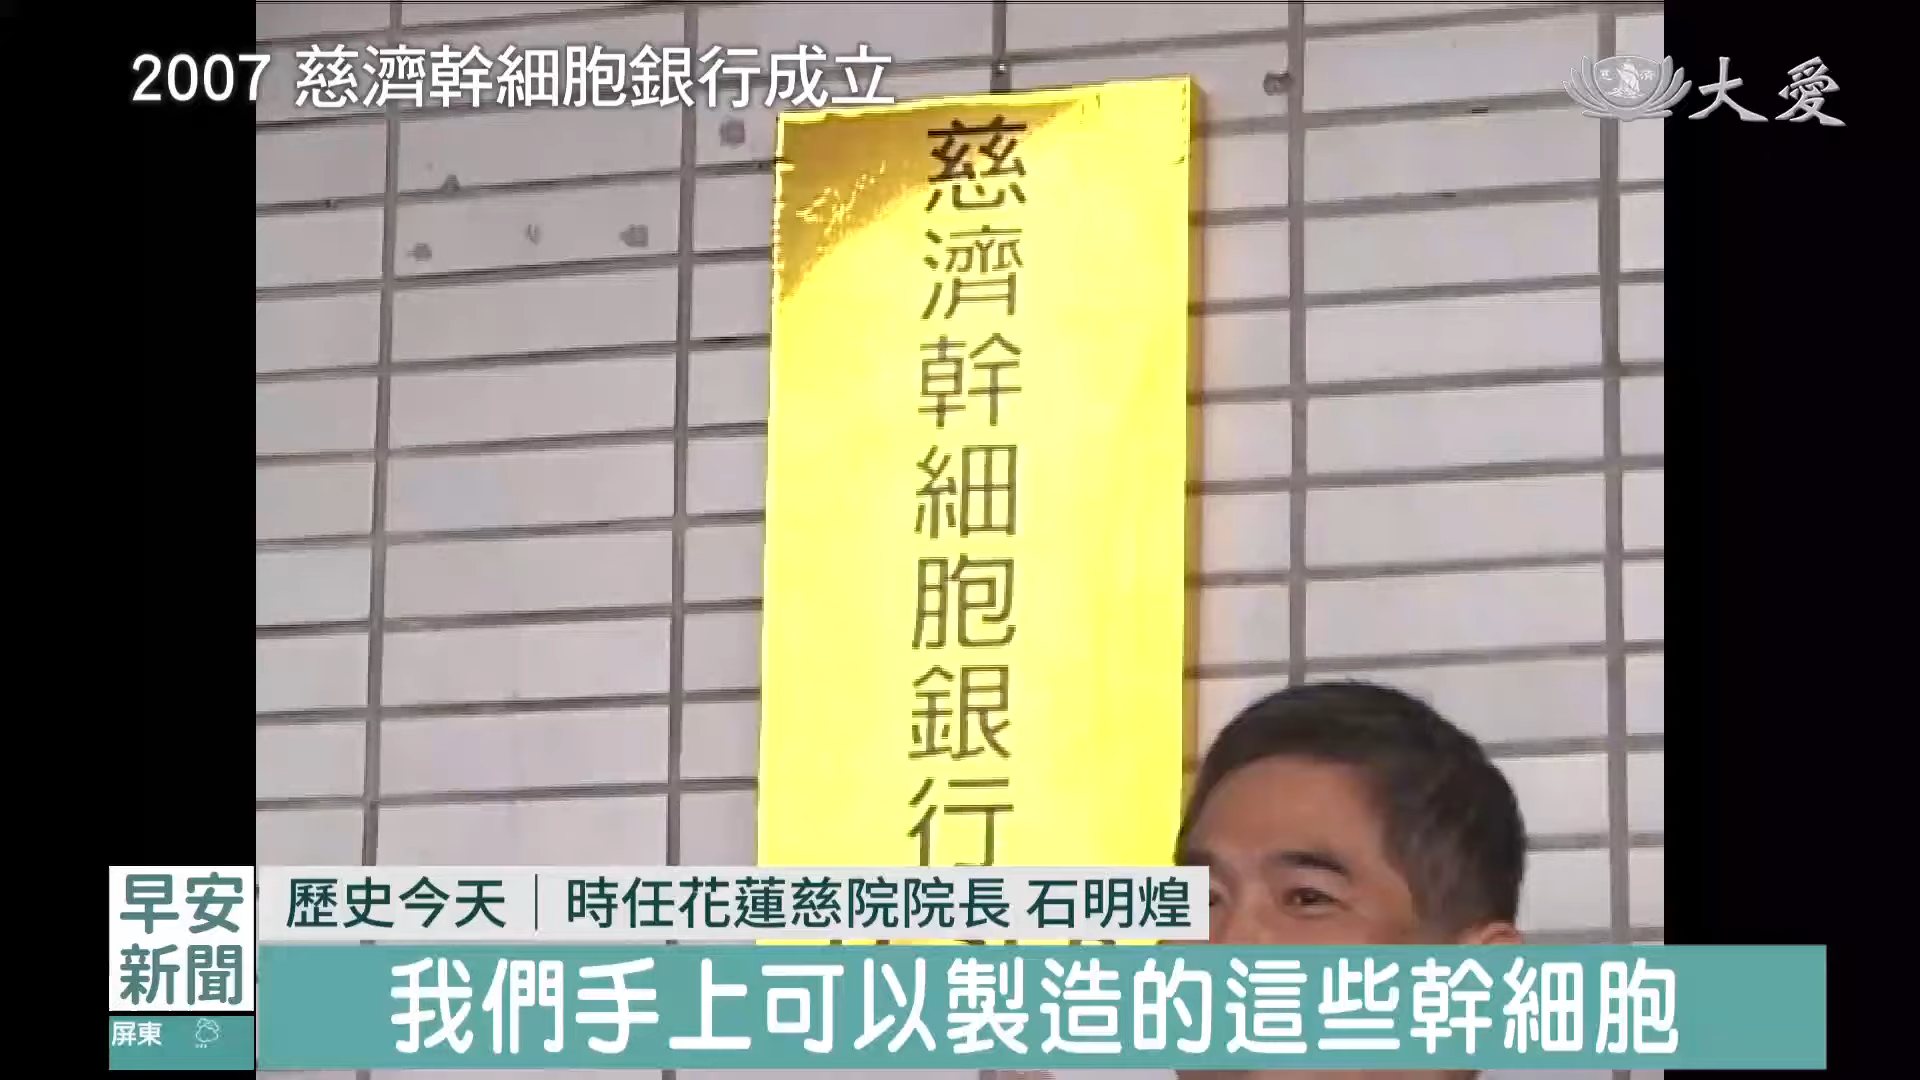 2007 慈濟幹細胞銀行成立
大愛
慈濟幹細胞銀行
早安
新聞
歷史今天｜時任花蓮慈院院長 石明煌
我們手上可以製造的這些幹細胞
屏東